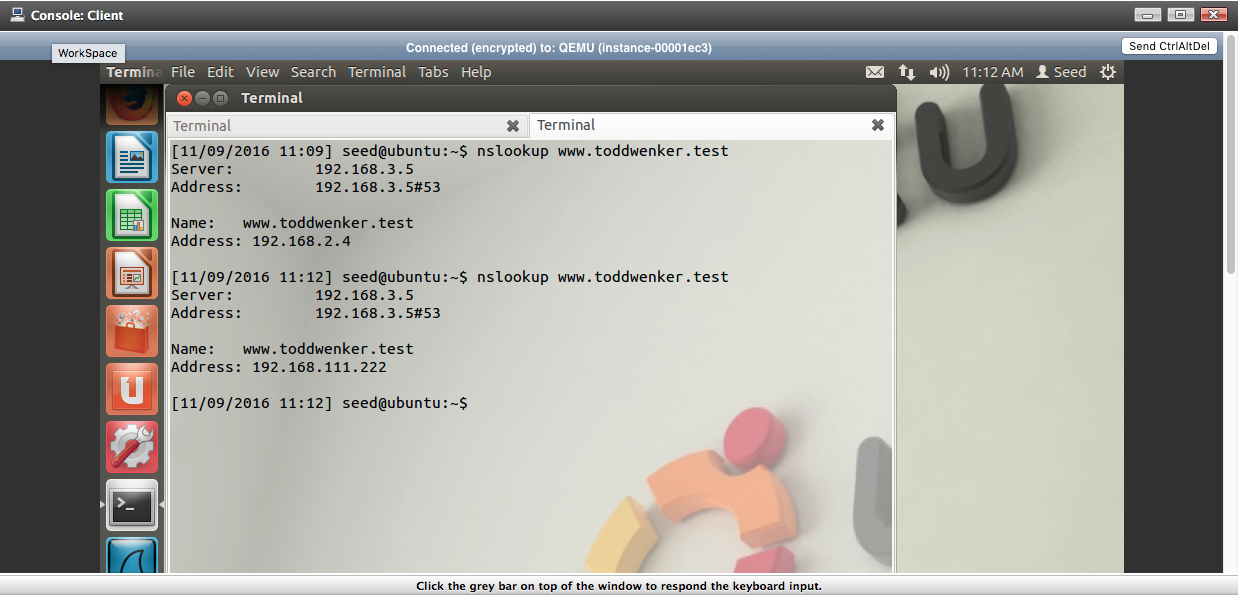 Console: Client
Connected (encrypted) to: QEMU (instance-00001ec3)
Send CtrlAltDel
WorkSpace
Termina File Edit View Search Terminal Tabs Help 11:12 AM Seed
Terminal
Terminal Terminal
[11/09/2016 11:09] seed@ubuntu:~$ nslookup www.toddwenker.test
Server: 192.168.3.5
Address: 192.168.3.5#53
Name: www.toddwenker.test
Address: 192.168.2.4
[11/09/2016 11:12] seed@ubuntu:~$ nslookup www.toddwenker.test
Server: 192.168.3.5
Address: 192.168.3.5#53
Name: www.toddwenker.test
Address: 192.168.111.222
[11/09/2016 11:12] seed@ubuntu:~$
Click the grey bar on top of the window to respond the keyboard input.